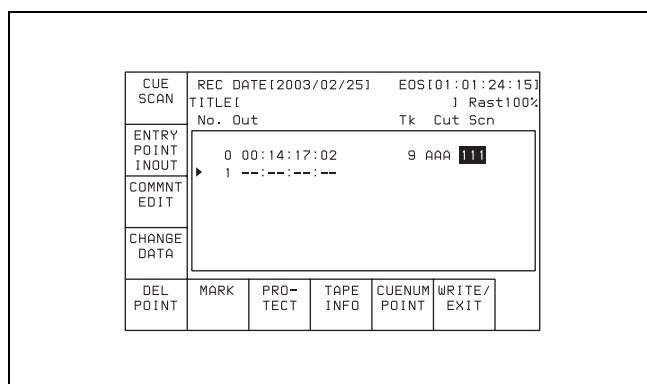 CUE
SCAN
REC DATE[2003/02/25] EOS[01:01:24:15]
TITLE[ ] Rast100%
No. Out Tk Cut Scn
ENTRY
POINT
INOUT
0 00:14:17:02 9 AAA 111
▶ 1 --:--:--:--
COMMNT
EDIT
CHANGE
DATA
DEL
POINT
MARK
PRO-
TECT
TAPE
INFO
CUENUM
POINT
WRITE/
EXIT